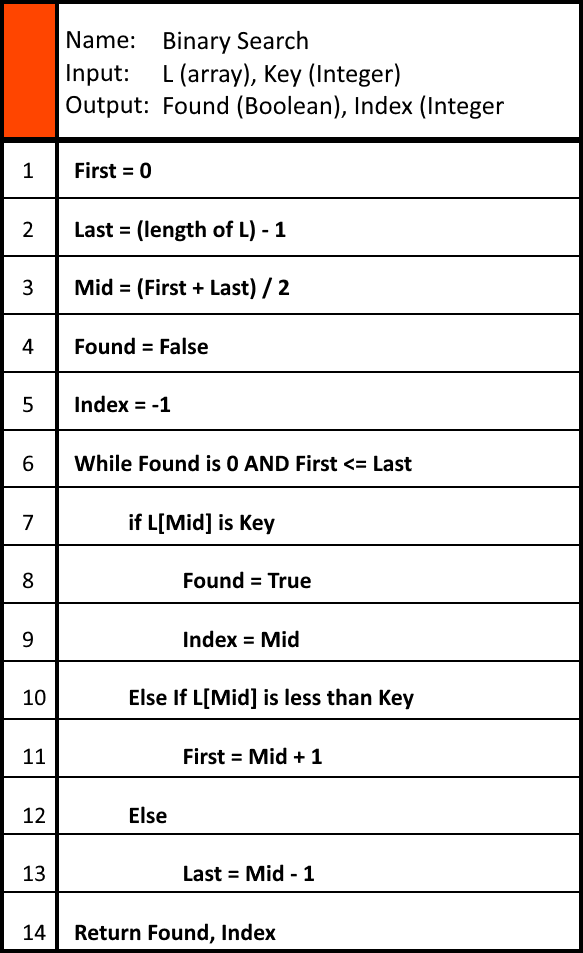 Name: Binary Search
Input: L (array), Key (Integer)
Output: Found (Boolean), Index (Integer
1 First = 0
2 Last = (length of L) - 1
3 Mid = (First + Last) / 2
4 Found = False
5 Index = -1
6 While Found is 0 AND First <= Last
7 if L[Mid] is Key
8 Found = True
9 Index = Mid
10 Else If L[Mid] is less than Key
11 First = Mid + 1
12 Else
13 Last = Mid - 1
14 Return Found, Index